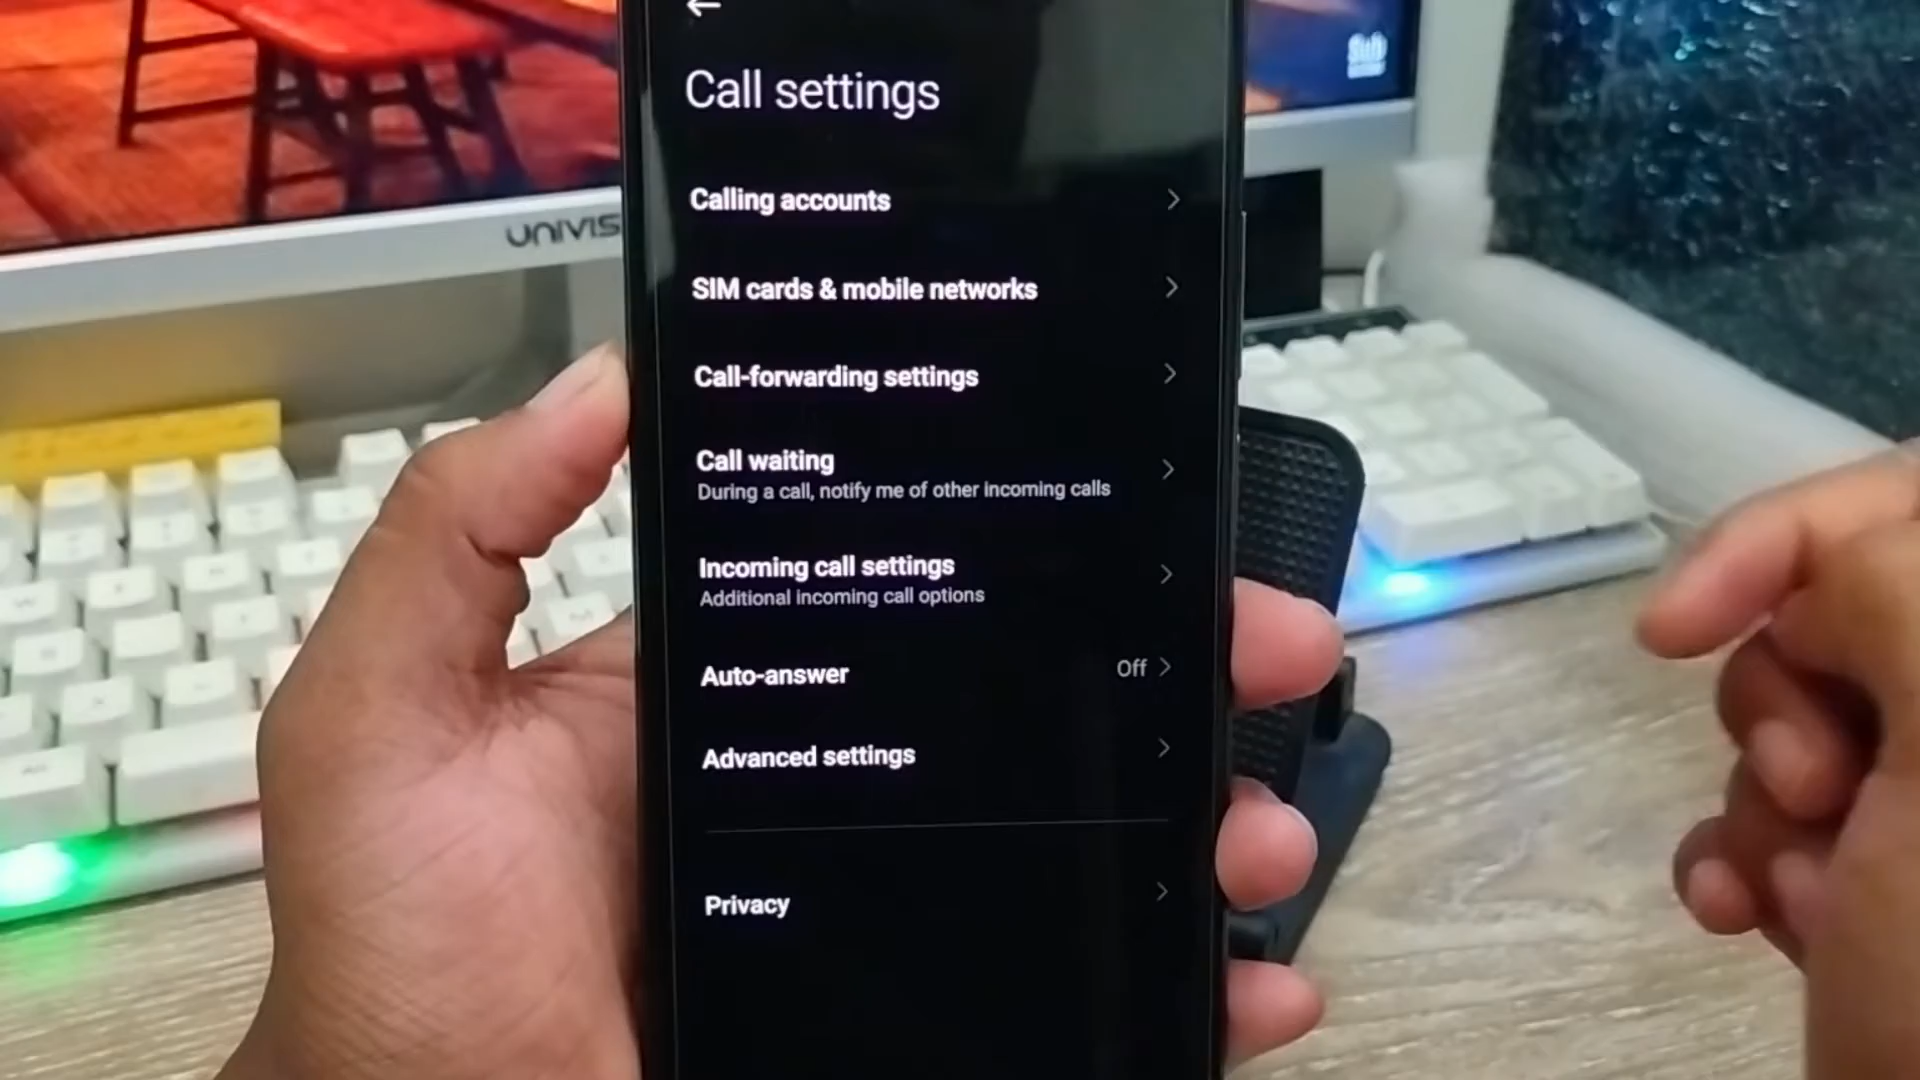 Sub
Call settings
Calling accounts
UNIVIS
SIM cards & mobile networks
Call-forwarding settings
Call waiting
During a call, notify me of other incoming calls
Incoming call settings
Additional incoming call options
Auto-answer Off
Advanced settings
Privacy